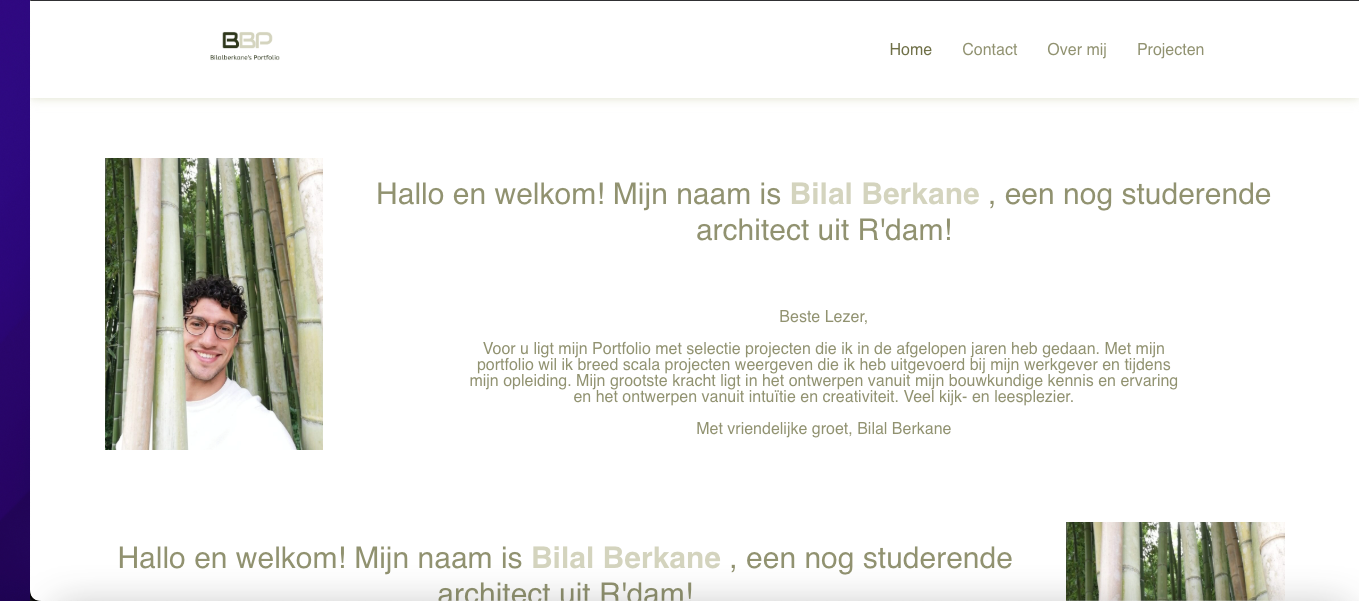 BBP
Bilalberkane's Portfolio
Home Contact Over mij Projecten
Hallo en welkom! Mijn naam is Bilal Berkane , een nog studerende
architect uit R'dam!
Beste Lezer,
Voor u ligt mijn Portfolio met selectie projecten die ik in de afgelopen jaren heb gedaan. Met mijn
portfolio wil ik breed scala projecten weergeven die ik heb uitgevoerd bij mijn werkgever en tijdens
mijn opleiding. Mijn grootste kracht ligt in het ontwerpen vanuit mijn bouwkundige kennis en ervaring
en het ontwerpen vanuit intuïtie en creativiteit. Veel kijk- en leesplezier.
Met vriendelijke groet, Bilal Berkane
Hallo en welkom! Mijn naam is Bilal Berkane , een nog studerende
architect uit R'dam!